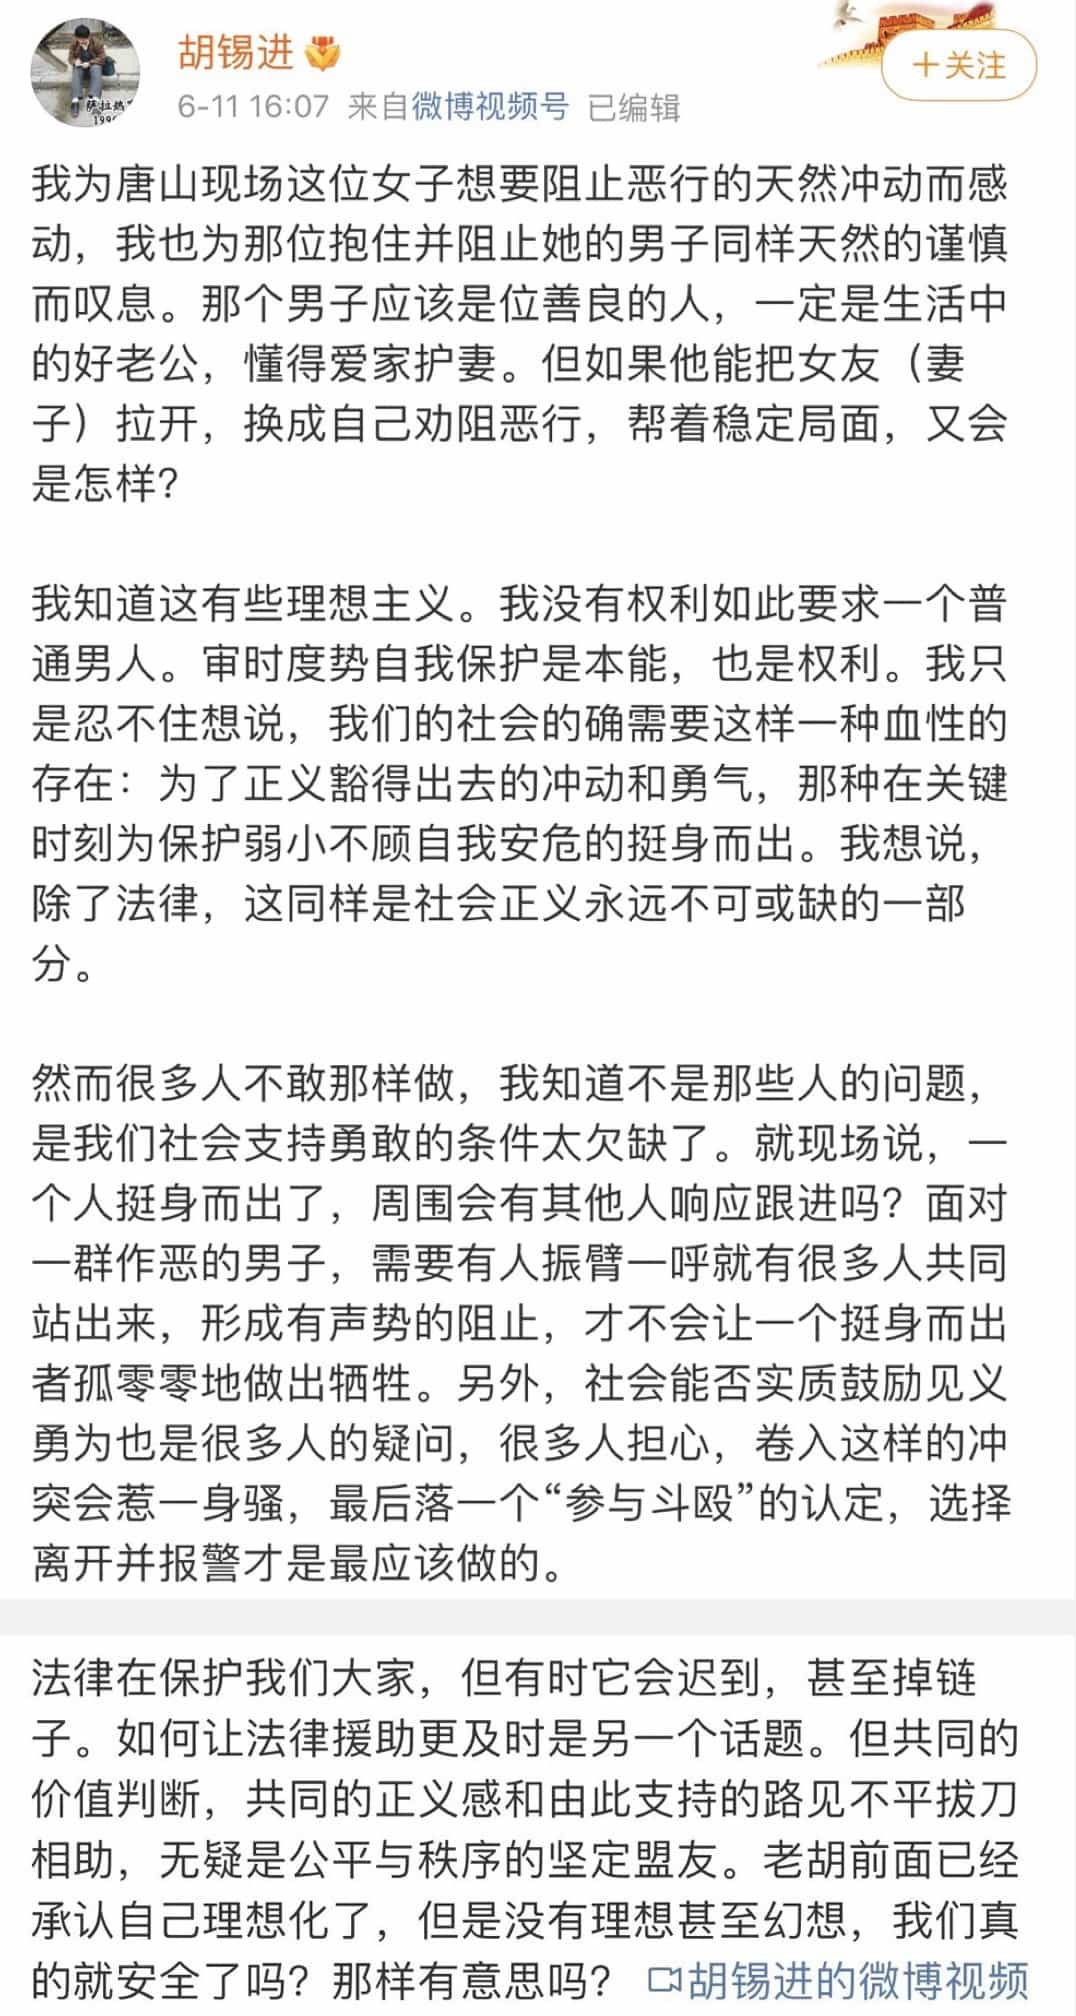 胡锡进
+关注
6-11 16:07 来自微博视频号 已编辑
萨拉热
199
我为唐山现场这位女子想要阻止恶行的天然冲动而感
动，我也为那位抱住并阻止她的男子同样天然的谨慎
而叹息。那个男子应该是位善良的人，一定是生活中
的好老公，懂得爱家护妻。但如果他能把女友（妻
子）拉开，换成自己劝阻恶行，帮着稳定局面，又会
是怎样？
我知道这有些理想主义。我没有权利如此要求一个普
通男人。审时度势自我保护是本能，也是权利。我只
是忍不住想说，我们的社会的确需要这样一种血性的
存在：为了正义豁得出去的冲动和勇气，那种在关键
时刻为保护弱小不顾自我安危的挺身而出。我想说，
除了法律，这同样是社会正义永远不可或缺的一部
分。
然而很多人不敢那样做，我知道不是那些人的问题，
是我们社会支持勇敢的条件太欠缺了。就现场说，一
个人挺身而出了，周围会有其他人响应跟进吗？面对
一群作恶的男子，需要有人振臂一呼就有很多人共同
站出来，形成有声势的阻止，才不会让一个挺身而出
者孤零零地做出牺牲。另外，社会能否实质鼓励见义
勇为也是很多人的疑问，很多人担心，卷入这样的冲
突会惹一身骚，最后落一个“参与斗殴”的认定，选择
离开并报警才是最应该做的。
法律在保护我们大家，但有时它会迟到，甚至掉链
子。如何让法律援助更及时是另一个话题。但共同的
价值判断，共同的正义感和由此支持的路见不平拔刀
相助，无疑是公平与秩序的坚定盟友。老胡前面已经
承认自己理想化了，但是没有理想甚至幻想，我们真
的就安全了吗？那样有意思吗？ 胡锡进的微博视频